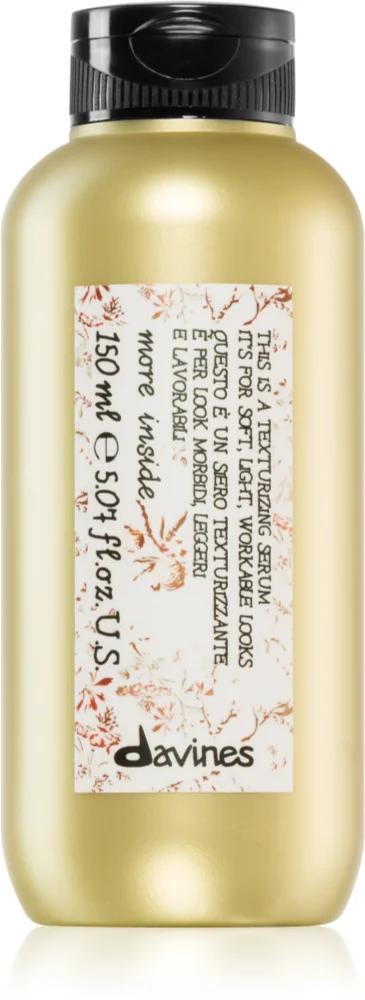 THIS IS A TEXTURIZING SERUM
IT'S FOR SOFT, LIGHT, WORKABLE LOOKS
QUESTO È UN SIERO TEXTURIZZANTE
È PER LOOK MORBIDI, LEGGERI
E LAVORABILI
more inside
150 ml e 5.07 fl.oz. U.S.
davines